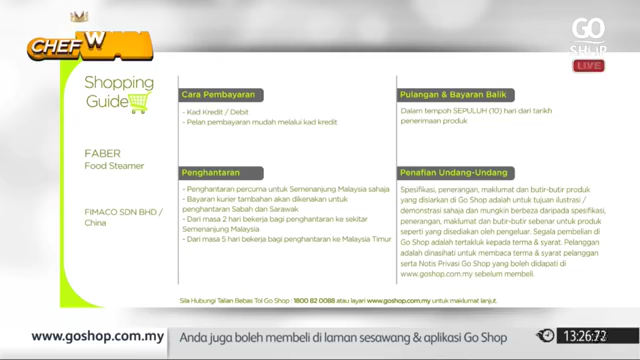 CHEF WAWA
GO
SHOP
LIVE
Shopping
Guide
FABER
Food Steamer
FIMACO SDN BHD /
China
Cara Pembayaran
- Kad Kredit / Debit
- Pelan pembayaran mudah melalui kad kredit
Pulangan & Bayaran Balik
Dalam tempoh SEPULUH (10) hari dari tarikh
penerimaan produk
Penghantaran
- Penghantaran percuma untuk Semenanjung Malaysia sahaja
- Bayaran kurier tambahan akan dikenakan untuk
penghantaran Sabah dan Sarawak
- Dari masa 2 hari bekerja bagi penghantaran ke sekitar
Semenanjung Malaysia
- Dari masa 5 hari bekerja bagi penghantaran ke Malaysia Timur
Penafian Undang-Undang
Spesifikasi, penerangan, maklumat dan butir-butir produk
yang disiarkan di Go Shop adalah untuk tujuan ilustrasi /
demonstrasi sahaja dan mungkin berbeza daripada spesifikasi,
penerangan, maklumat dan butir-butir sebenar untuk produk
seperti yang disediakan oleh pengeluar. Segala pembelian di
Go Shop adalah tertakluk kepada terma & syarat. Pelanggan
adalah dinasihati untuk membaca terma & syarat pelanggan
serta Notis Privasi Go Shop yang boleh didapati di
www.goshop.com.my sebelum membeli.
Sila Hubungi Talian Bebas Tol Go Shop : 1800 82 0088 atau layari www.goshop.com.my untuk maklumat lanjut.
www.goshop.com.my
Anda juga boleh membeli di laman sesawang & aplikasi Go Shop
13:26:72